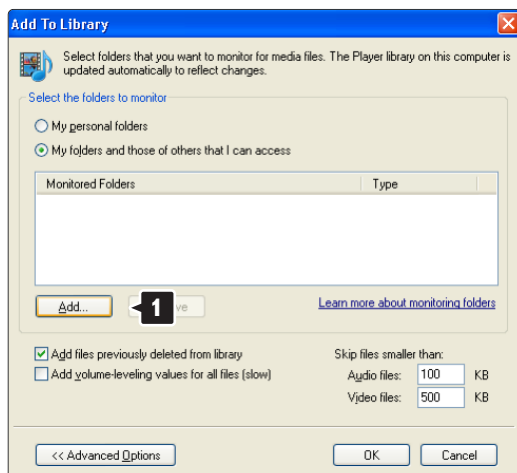 Add To Library
Select folders that you want to monitor for media files. The Player library on this computer is
updated automatically to reflect changes.
Select the folders to monitor
My personal folders
My folders and those of others that I can access
Monitored Folders Type
Add... 1 ve Learn more about monitoring folders
Add files previously deleted from library
Add volume-leveling values for all files (slow)
Skip files smaller than:
Audio files: 100 KB
Video files: 500 KB
<< Advanced Options OK Cancel